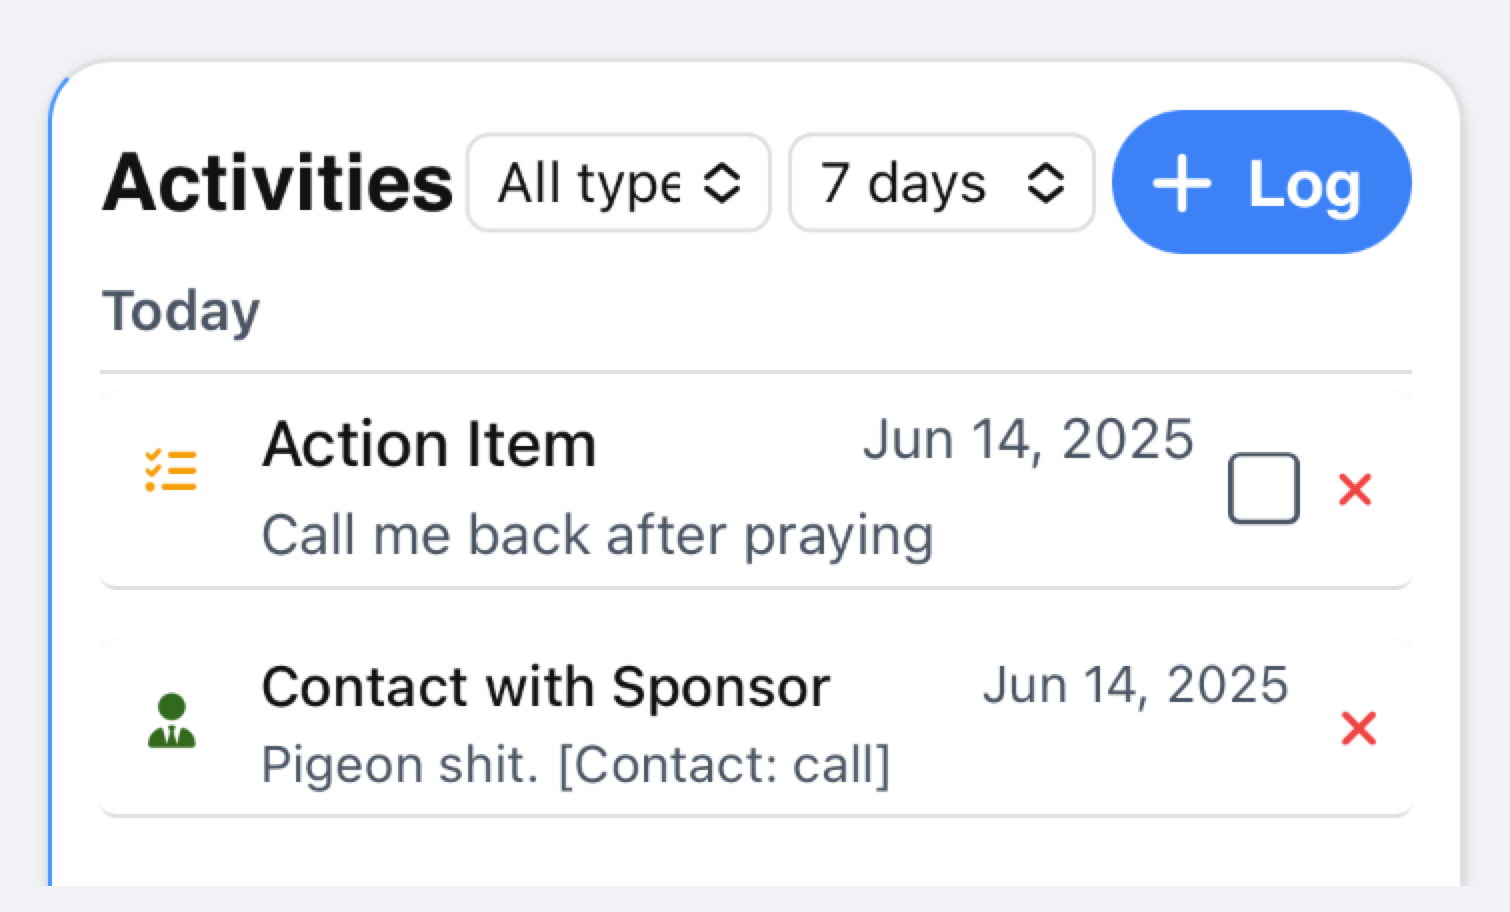 Activities All type 7 days + Log
Today
Action Item Jun 14, 2025
Call me back after praying
Contact with Sponsor Jun 14, 2025
Pigeon shit. [Contact: call]